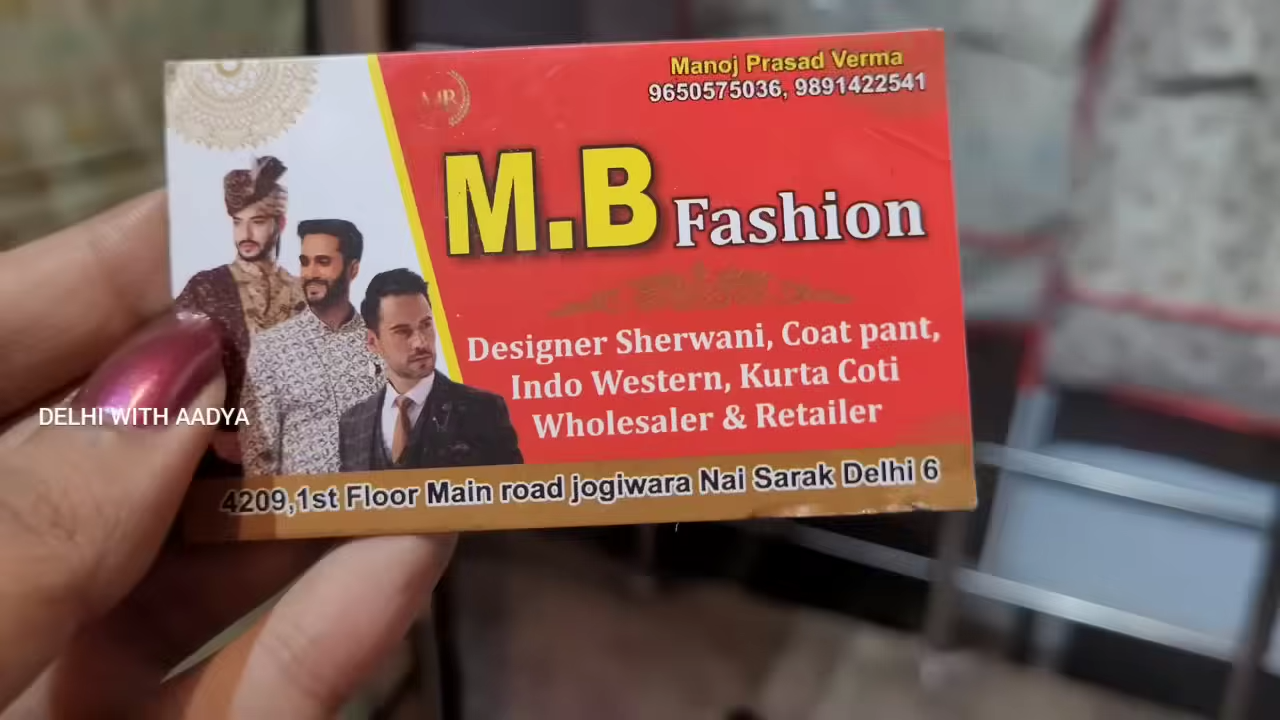 Manoj Prasad Verma
9650575036, 9891422541
M.B Fashion
Designer Sherwani, Coat pant,
Indo Western, Kurta Coti
Wholesaler & Retailer
4209,1st Floor Main road jogiwara Nai Sarak Delhi 6
DELHI WITH AADYA